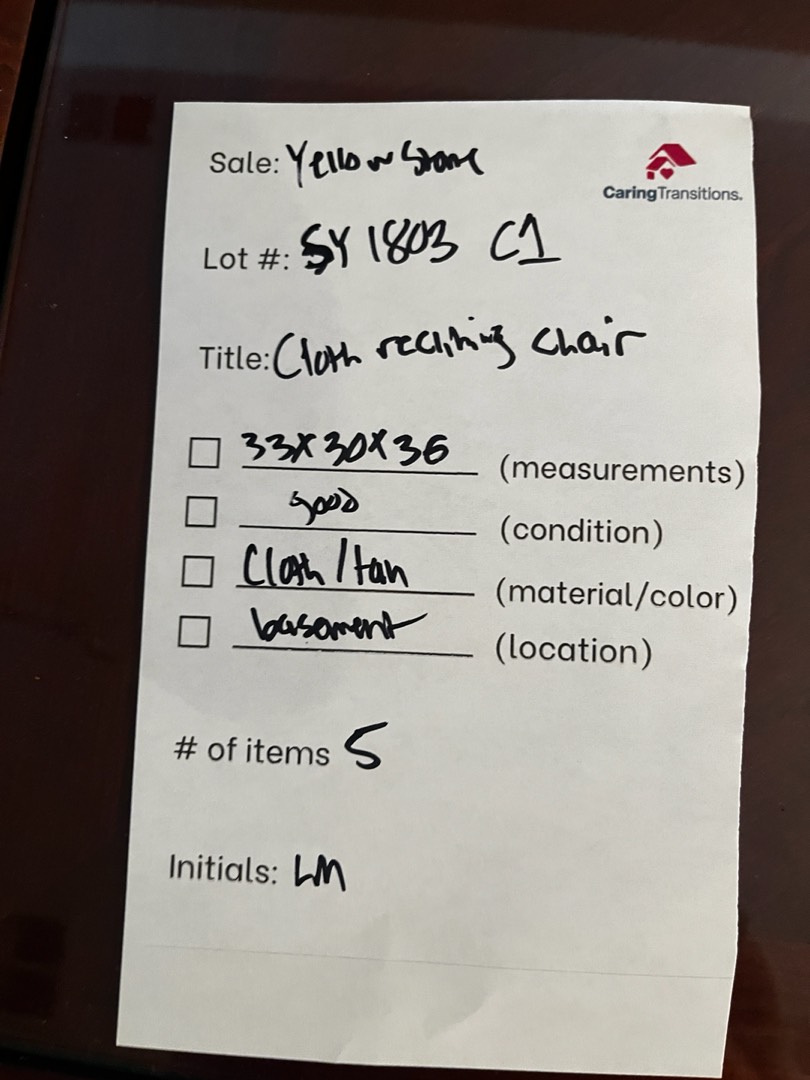 Sale: Yellowstone
CaringTransitions.
Lot #: SY 1803 C1
Title: Cloth reclining chair
33x30x36 (measurements)
good (condition)
Cloth / tan (material/color)
basement (location)
# of items 5
Initials: LM